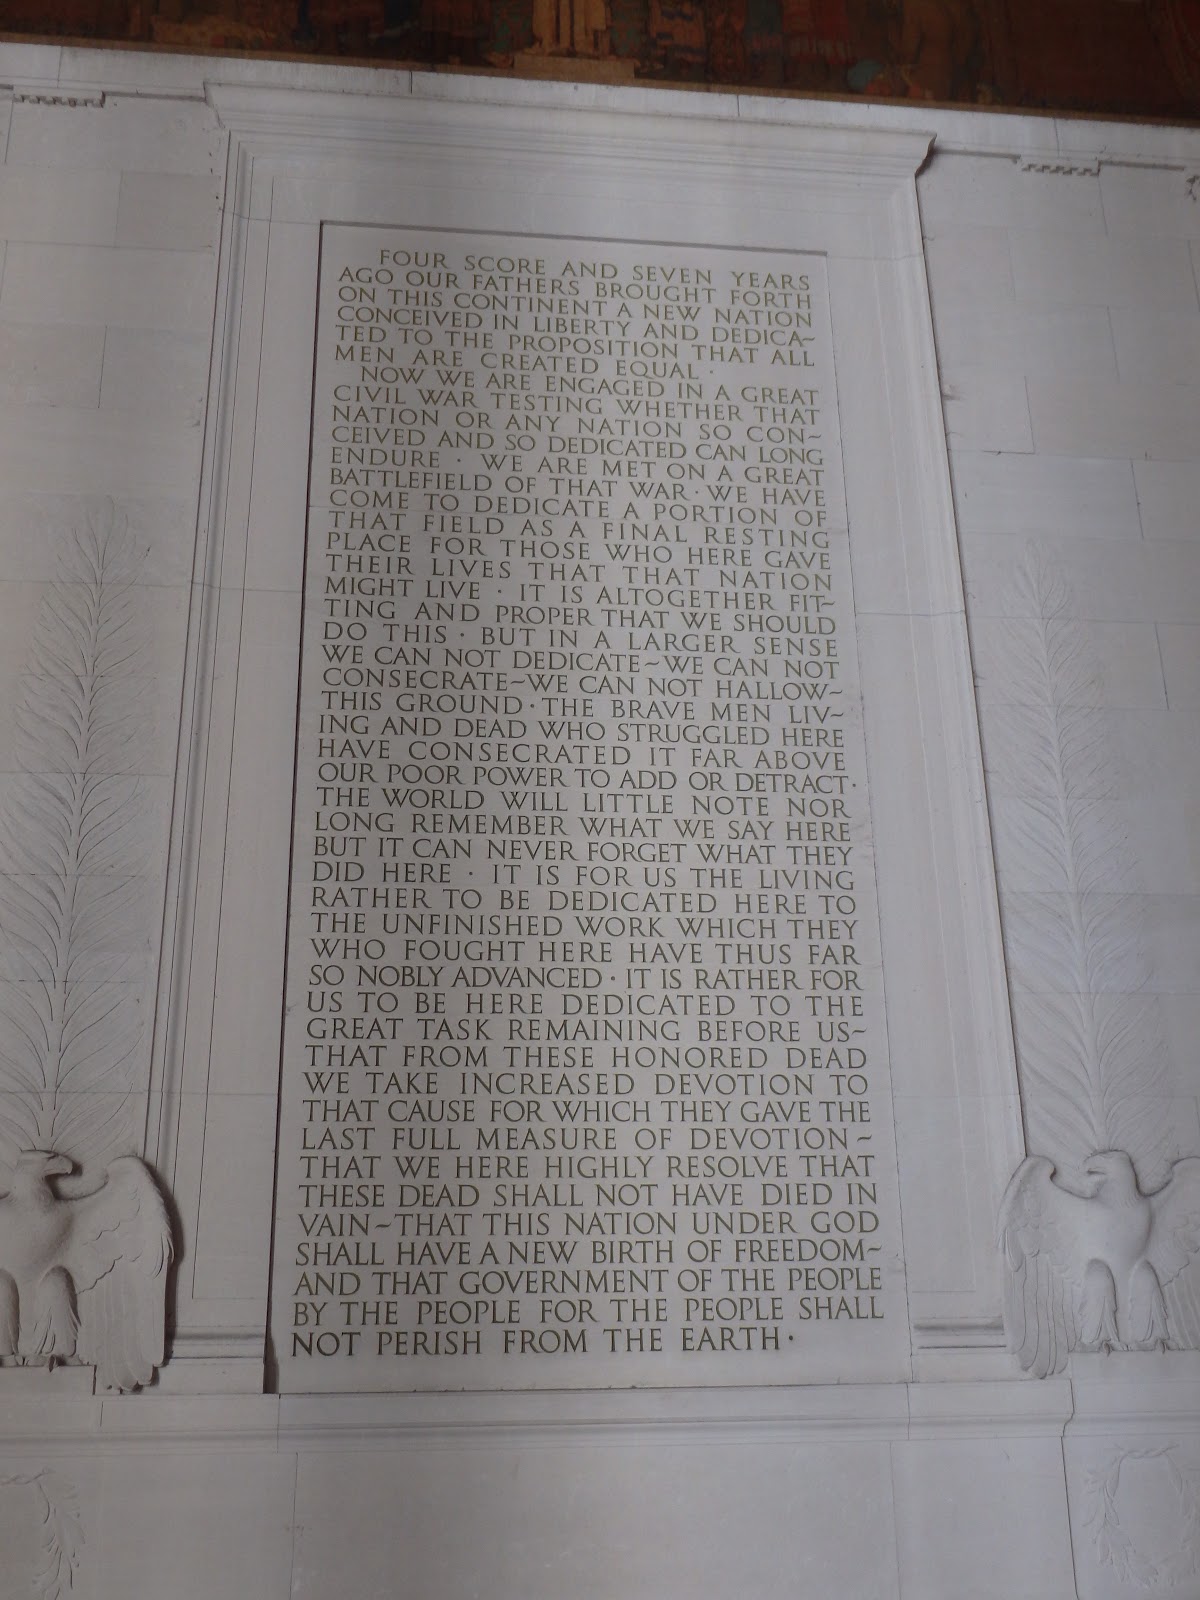 FOUR SCORE AND SEVEN YEARS
AGO OUR FATHERS BROUGHT FORTH
ON THIS CONTINENT A NEW NATION
CONCEIVED IN LIBERTY AND DEDICA~
TED TO THE PROPOSITION THAT ALL
MEN ARE CREATED EQUAL ·
NOW WE ARE ENGAGED IN A GREAT
CIVIL WAR TESTING WHETHER THAT
NATION OR ANY NATION SO CON~
CEIVED AND SO DEDICATED CAN LONG
ENDURE · WE ARE MET ON A GREAT
BATTLEFIELD OF THAT WAR · WE HAVE
COME TO DEDICATE A PORTION OF
THAT FIELD AS A FINAL RESTING
PLACE FOR THOSE WHO HERE GAVE
THEIR LIVES THAT THAT NATION
MIGHT LIVE · IT IS ALTOGETHER FIT~
TING AND PROPER THAT WE SHOULD
DO THIS · BUT IN A LARGER SENSE
WE CAN NOT DEDICATE~WE CAN NOT
CONSECRATE~WE CAN NOT HALLOW~
THIS GROUND · THE BRAVE MEN LIV~
ING AND DEAD WHO STRUGGLED HERE
HAVE CONSECRATED IT FAR ABOVE
OUR POOR POWER TO ADD OR DETRACT ·
THE WORLD WILL LITTLE NOTE NOR
LONG REMEMBER WHAT WE SAY HERE
BUT IT CAN NEVER FORGET WHAT THEY
DID HERE · IT IS FOR US THE LIVING
RATHER TO BE DEDICATED HERE TO
THE UNFINISHED WORK WHICH THEY
WHO FOUGHT HERE HAVE THUS FAR
SO NOBLY ADVANCED · IT IS RATHER FOR
US TO BE HERE DEDICATED TO THE
GREAT TASK REMAINING BEFORE US~
THAT FROM THESE HONORED DEAD
WE TAKE INCREASED DEVOTION TO
THAT CAUSE FOR WHICH THEY GAVE THE
LAST FULL MEASURE OF DEVOTION~
THAT WE HERE HIGHLY RESOLVE THAT
THESE DEAD SHALL NOT HAVE DIED IN
VAIN~THAT THIS NATION UNDER GOD
SHALL HAVE A NEW BIRTH OF FREEDOM~
AND THAT GOVERNMENT OF THE PEOPLE
BY THE PEOPLE FOR THE PEOPLE SHALL
NOT PERISH FROM THE EARTH ·